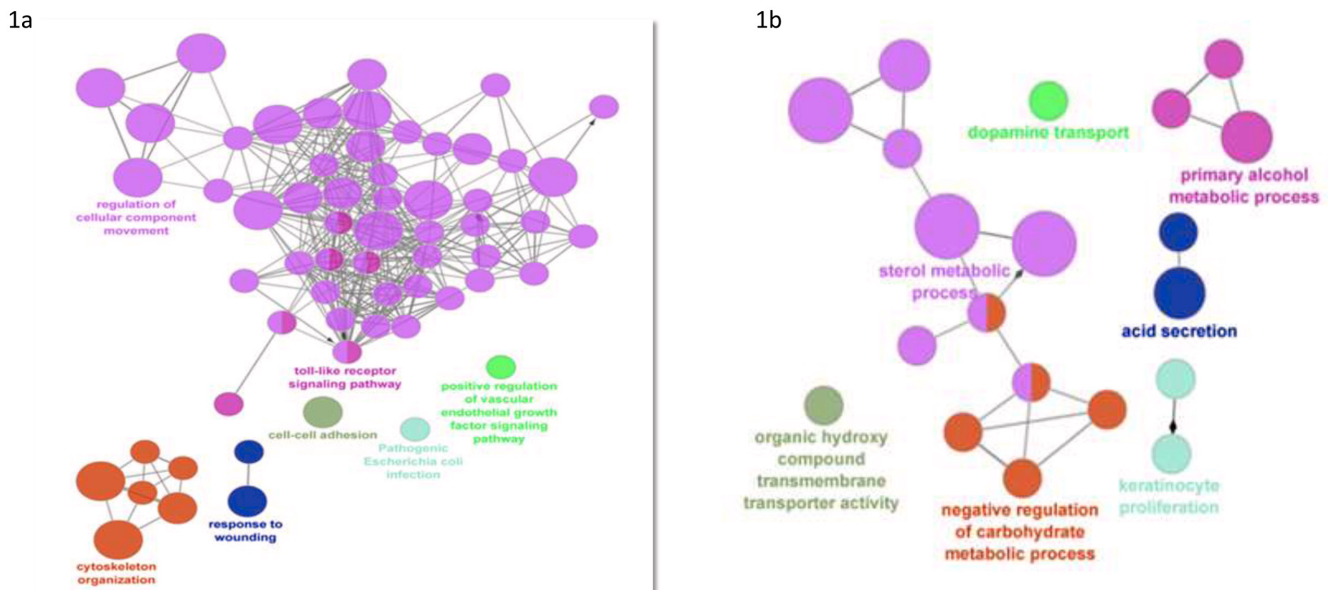 1a
regulation of
cellular component
movement
toll-like receptor
signaling pathway
positive regulation
of vascular
endothelial growth
factor signaling
pathway
cell-cell adhesion
Pathogenic
Escherichia coli
infection
response to
wounding
cytoskeleton
organization
1b
dopamine transport
primary alcohol
metabolic process
sterol metabolic
process
acid secretion
organic hydroxy
compound
transmembrane
transporter activity
negative regulation
of carbohydrate
metabolic process
keratinocyte
proliferation